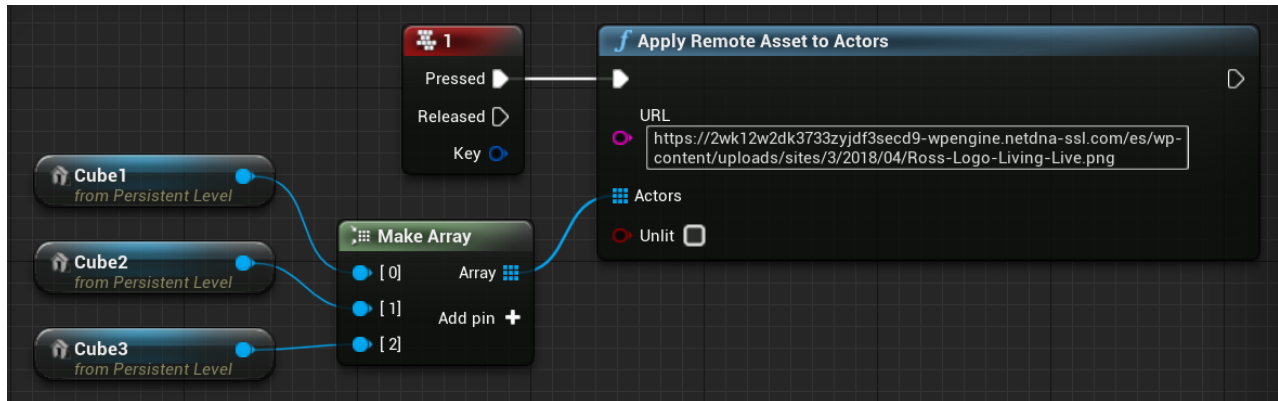 1
Pressed
Released
Key
Apply Remote Asset to Actors
URL
https://2wk12w2dk3733zyjdf3secd9-wpengine.netdna-ssl.com/es/wp-
content/uploads/sites/3/2018/04/Ross-Logo-Living-Live.png
Actors
Unlit
Cube1
from Persistent Level
Cube2
from Persistent Level
Cube3
from Persistent Level
Make Array
[0]
Array
[1]
Add pin
[2]